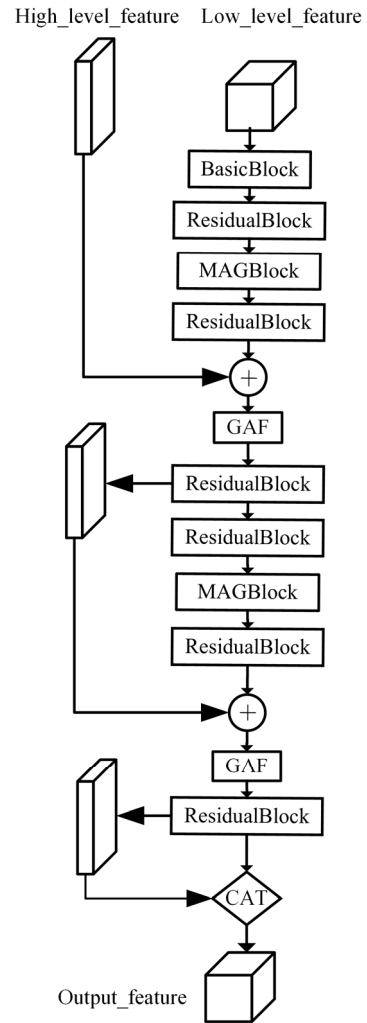 High_level_feature Low_level_feature
BasicBlock
ResidualBlock
MAGBlock
ResidualBlock
+
GAF
ResidualBlock
ResidualBlock
MAGBlock
ResidualBlock
+
GAF
ResidualBlock
CAT
Output_feature